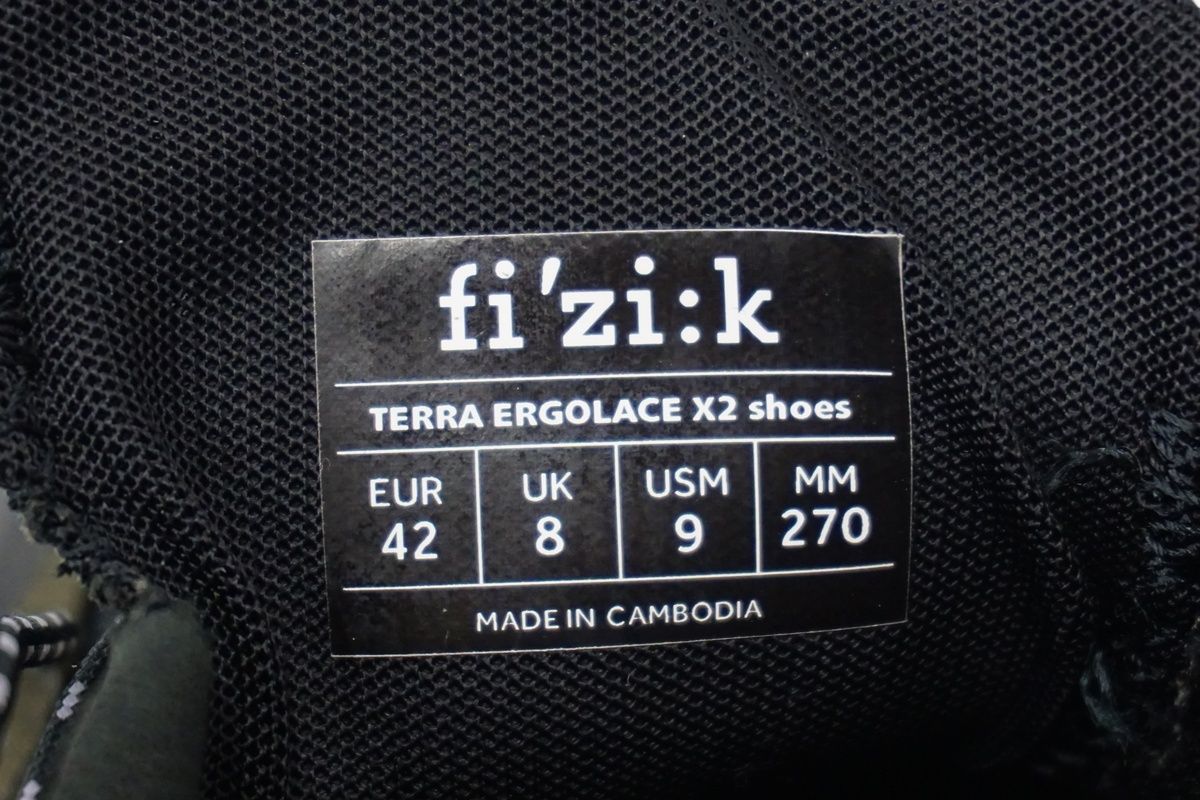 fi'zi:k
TERRA ERGOLACE X2 shoes
EUR UK USM MM
42 8 9 270
MADE IN CAMBODIA